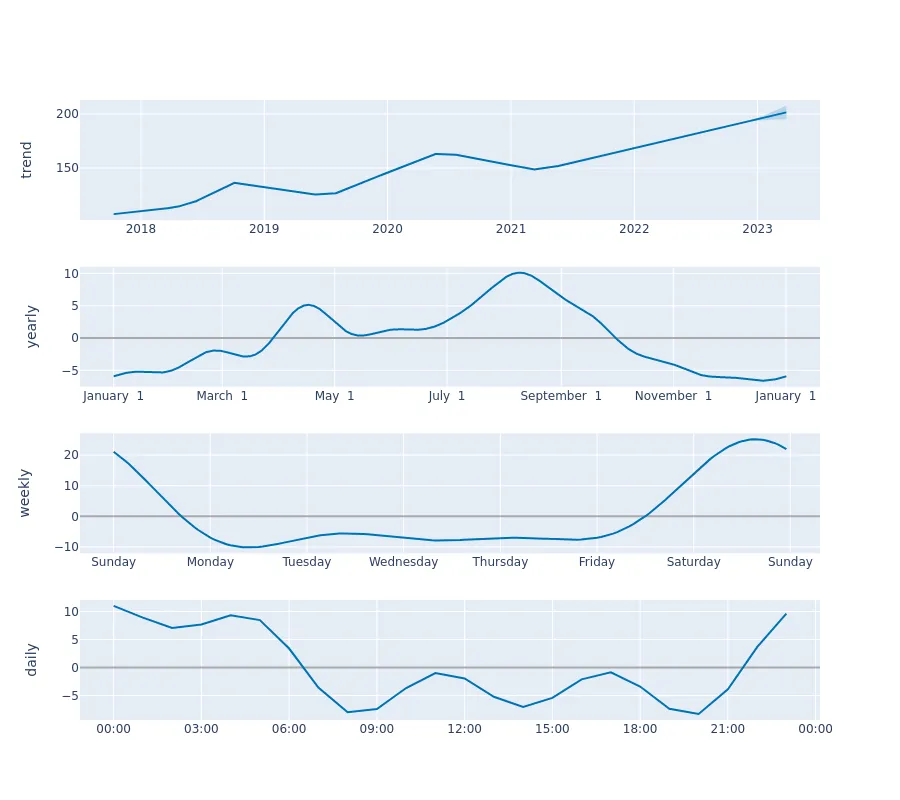 trend
200
150
2018 2019 2020 2021 2022 2023
yearly
10
5
0
−5
January 1 March 1 May 1 July 1 September 1 November 1 January 1
weekly
20
10
0
−10
Sunday Monday Tuesday Wednesday Thursday Friday Saturday Sunday
daily
10
5
0
−5
00:00 03:00 06:00 09:00 12:00 15:00 18:00 21:00 00:00